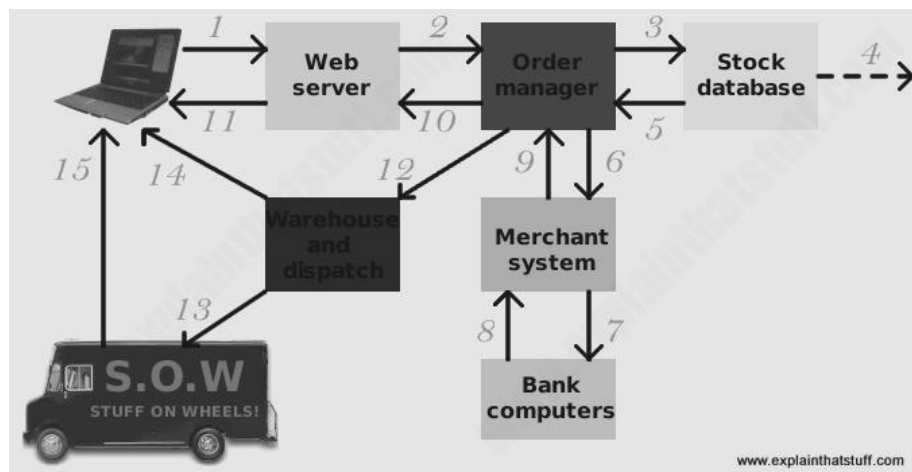 1
2
3
4
Web
server
Order
manager
Stock
database
11
10
5
15
14
12
9
6
Warehouse
and
dispatch
Merchant
system
13
8
7
S.O.W
STUFF ON WHEELS!
Bank
computers
www.explainthatstuff.com